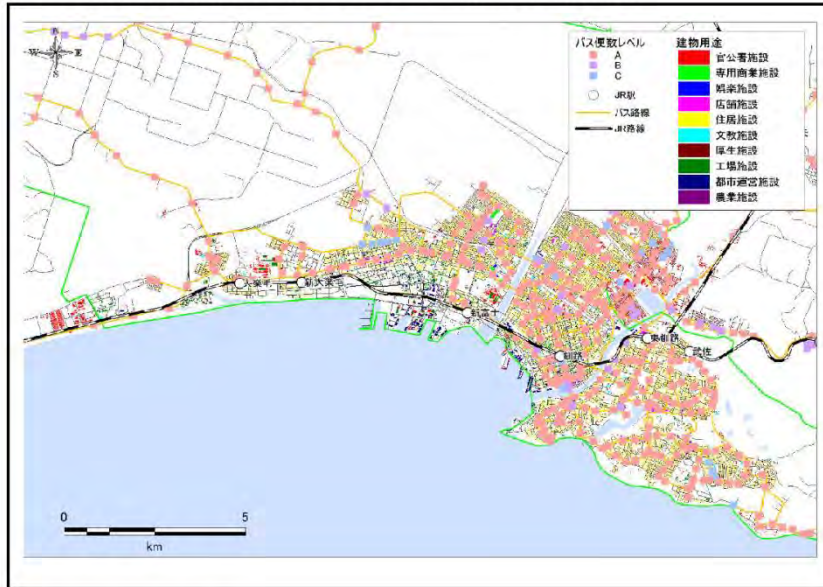 N
W E
S
バス便数レベル
A
B
C
JR駅
バス路線
JR路線
建物用途
官公署施設
専用商業施設
娯楽施設
店舗施設
住居施設
文教施設
厚生施設
工場施設
都市運営施設
農業施設
大楽毛
新大楽毛
新富士
釧路
東釧路
武佐
0 5
km